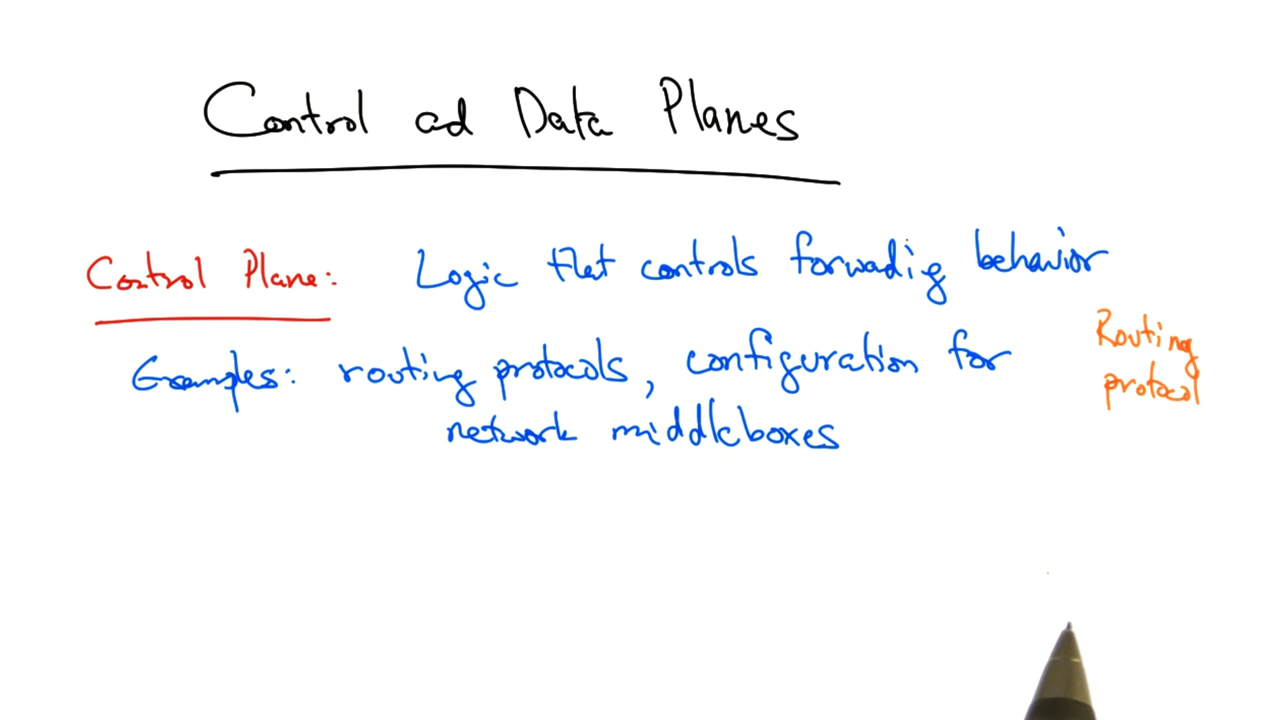 Control ad Data Planes
Control Plane: Logic that controls forwading behavior
Examples: routing protocols, configuration for
network middleboxes
Routing
protocol